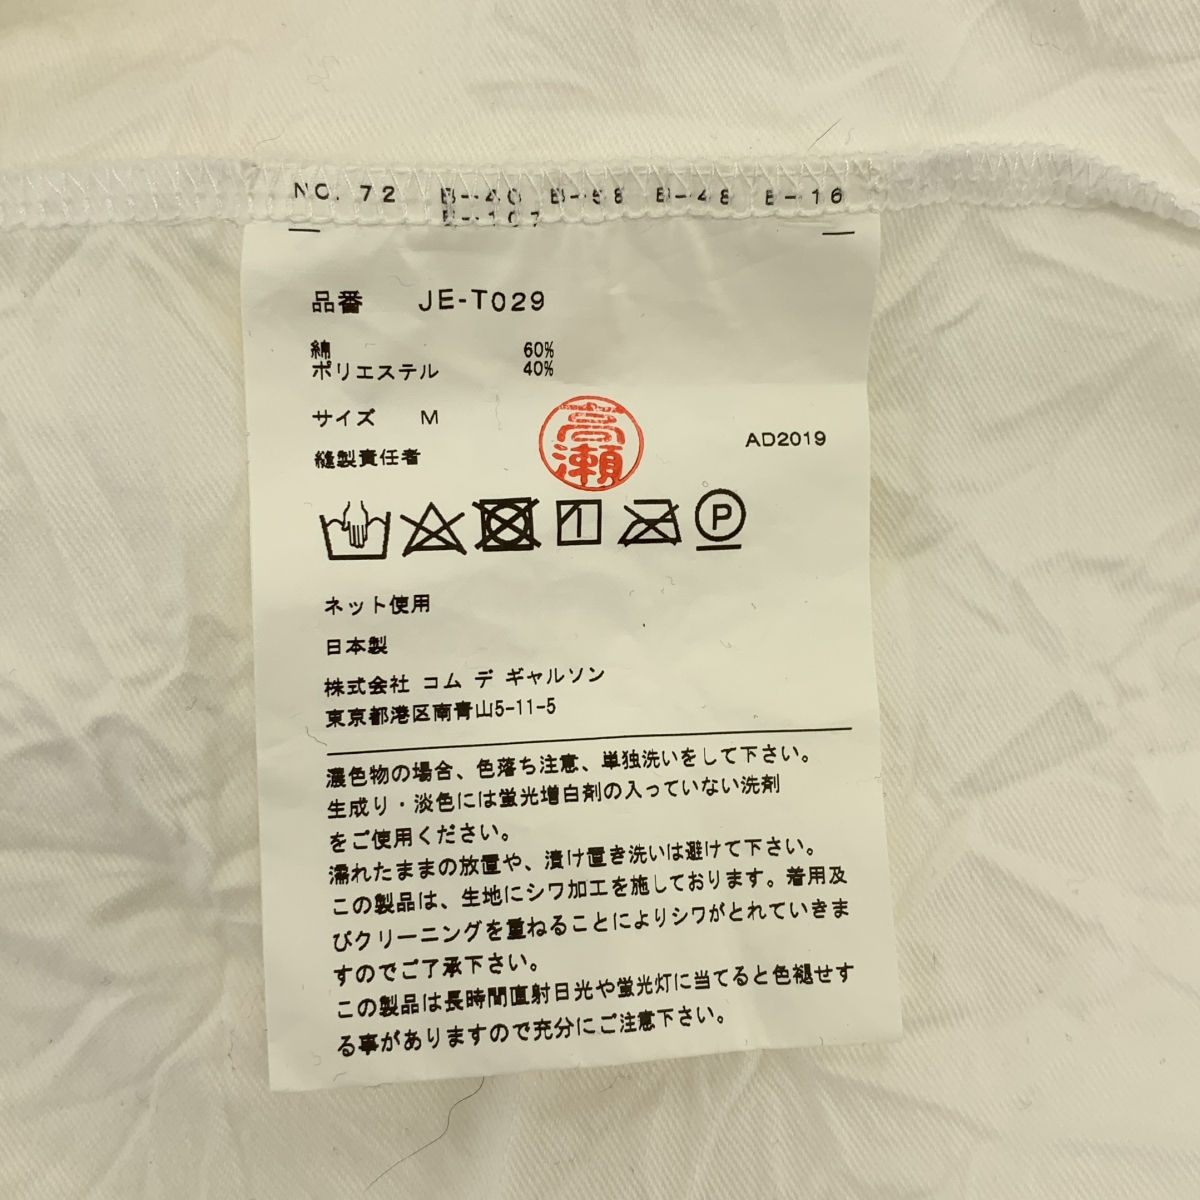 NO. 72 B-40 B-58 B-48 B-16
B-107
品番 JE-T029
綿 60%
ポリエステル 40%
サイズ M
縫製責任者 高瀬 AD2019
P
ネット使用
日本製
株式会社 コム デ ギャルソン
東京都港区南青山5-11-5
濃色物の場合、色落ち注意、単独洗いをして下さい。
生成り・淡色には蛍光増白剤の入っていない洗剤
をご使用ください。
濡れたままの放置や、漬け置き洗いは避けて下さい。
この製品は、生地にシワ加工を施しております。着用及
びクリーニングを重ねることによりシワがとれていきま
すのでご了承下さい。
この製品は長時間直射日光や蛍光灯に当てると色褪せす
る事がありますので充分にご注意下さい。